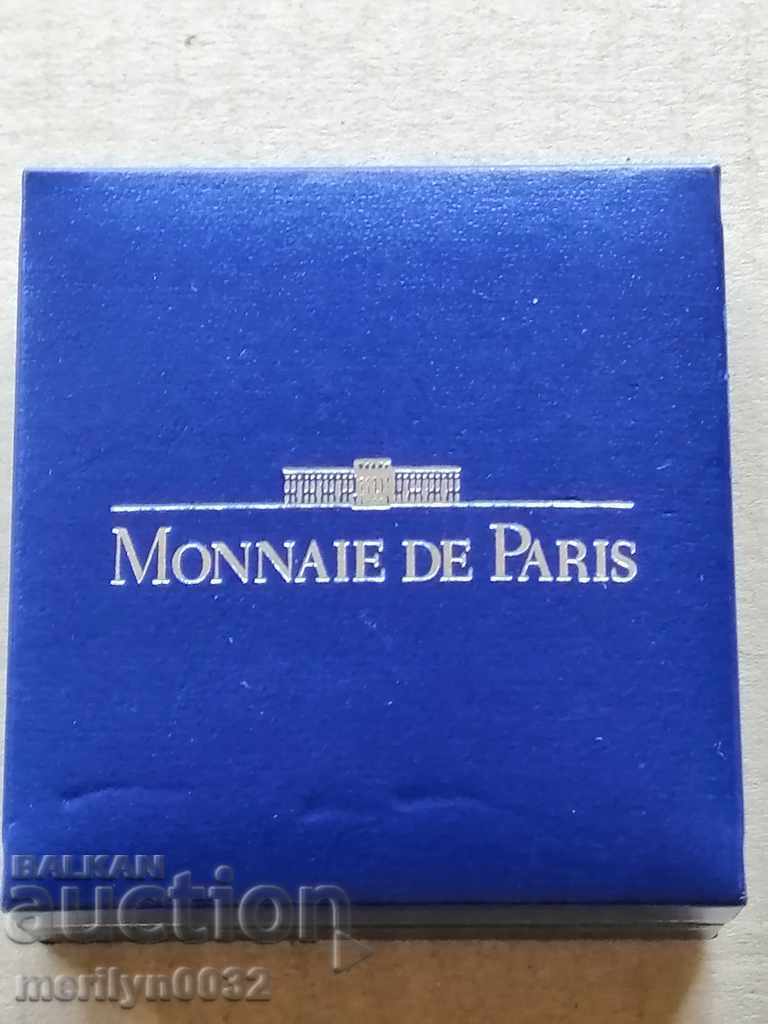 MONNAIE DE PARIS
BALKAN
auction
merilyn0032